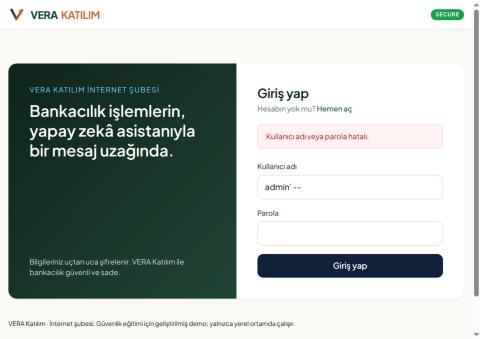 VERA KATILIM
SECURE
VERA KATILIM İNTERNET ŞUBESİ
Bankacılık işlemlerin,
yapay zekâ asistanıyla
bir mesaj uzağında.
Bilgileriniz uçtan uca şifrelenir. VERA Katılım ile
bankacılık güvenli ve sade.
Giriş yap
Hesabın yok mu? Hemen aç
Kullanıcı adı veya parola hatalı.
Kullanıcı adı
admin' --
Parola
Giriş yap
VERA Katılım · İnternet şubesi. Güvenlik eğitimi için geliştirilmiş demo; yalnızca yerel ortamda çalışır.